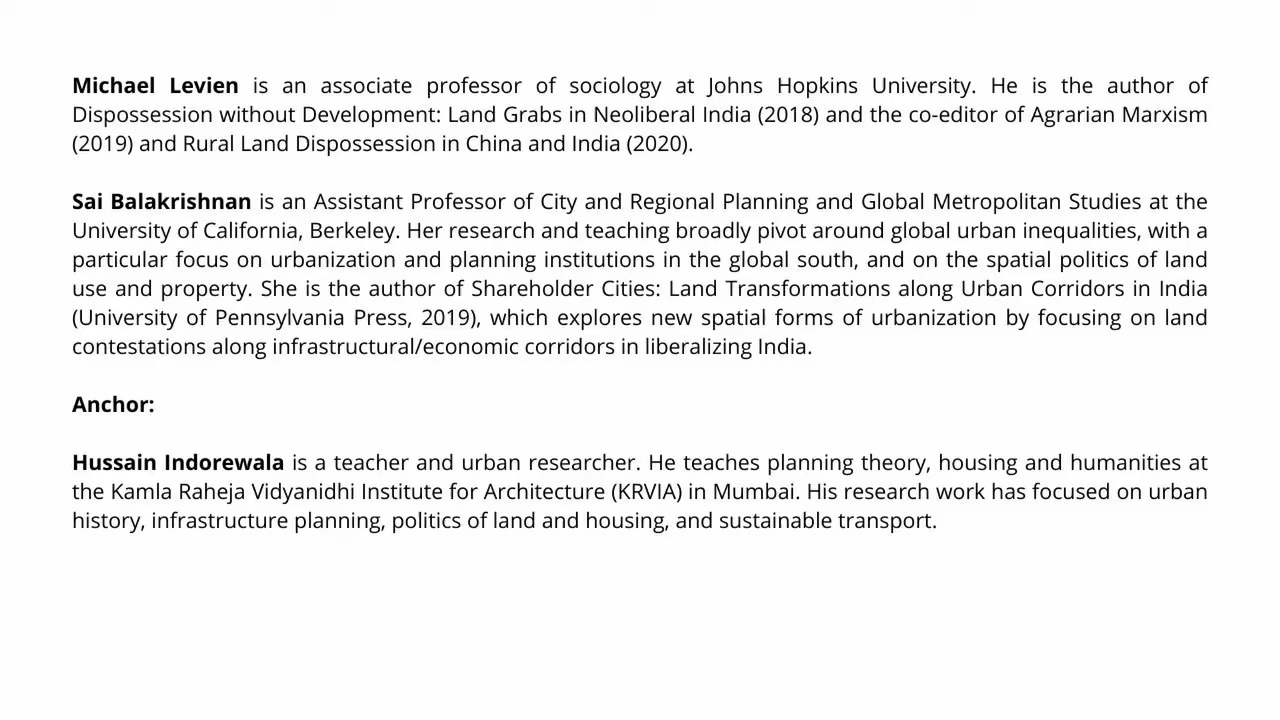 Michael Levien is an associate professor of sociology at Johns Hopkins University. He is the author of
Dispossession without Development: Land Grabs in Neoliberal India (2018) and the co-editor of Agrarian Marxism
(2019) and Rural Land Dispossession in China and India (2020).
Sai Balakrishnan is an Assistant Professor of City and Regional Planning and Global Metropolitan Studies at the
University of California, Berkeley. Her research and teaching broadly pivot around global urban inequalities, with a
particular focus on urbanization and planning institutions in the global south, and on the spatial politics of land
use and property. She is the author of Shareholder Cities: Land Transformations along Urban Corridors in India
(University of Pennsylvania Press, 2019), which explores new spatial forms of urbanization by focusing on land
contestations along infrastructural/economic corridors in liberalizing India.
Anchor:
Hussain Indorewala is a teacher and urban researcher. He teaches planning theory, housing and humanities at
the Kamla Raheja Vidyanidhi Institute for Architecture (KRVIA) in Mumbai. His research work has focused on urban
history, infrastructure planning, politics of land and housing, and sustainable transport.